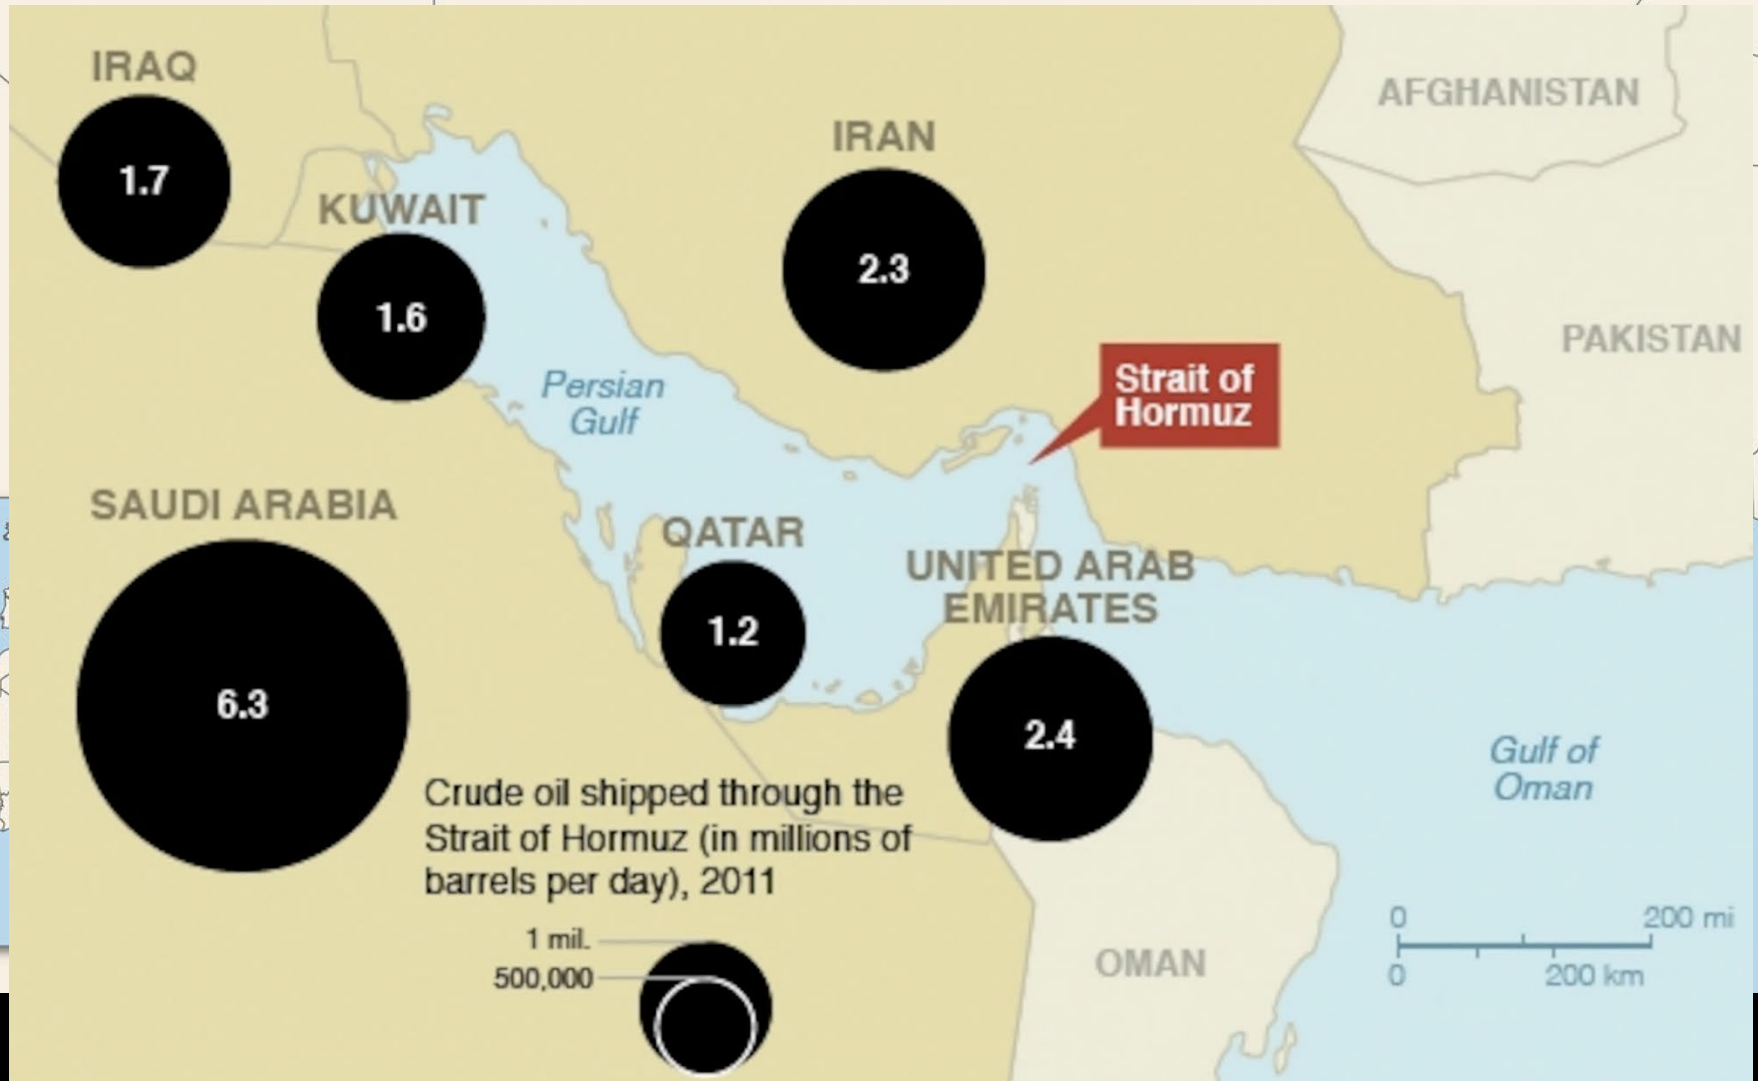 IRAQ
1.7
KUWAIT
1.6
IRAN
2.3
AFGHANISTAN
PAKISTAN
Strait of
Hormuz
Persian
Gulf
SAUDI ARABIA
6.3
QATAR
1.2
UNITED ARAB
EMIRATES
2.4
Gulf of
Oman
Crude oil shipped through the
Strait of Hormuz (in millions of
barrels per day), 2011
1 mil.
500,000
OMAN
0 200 mi
0 200 km